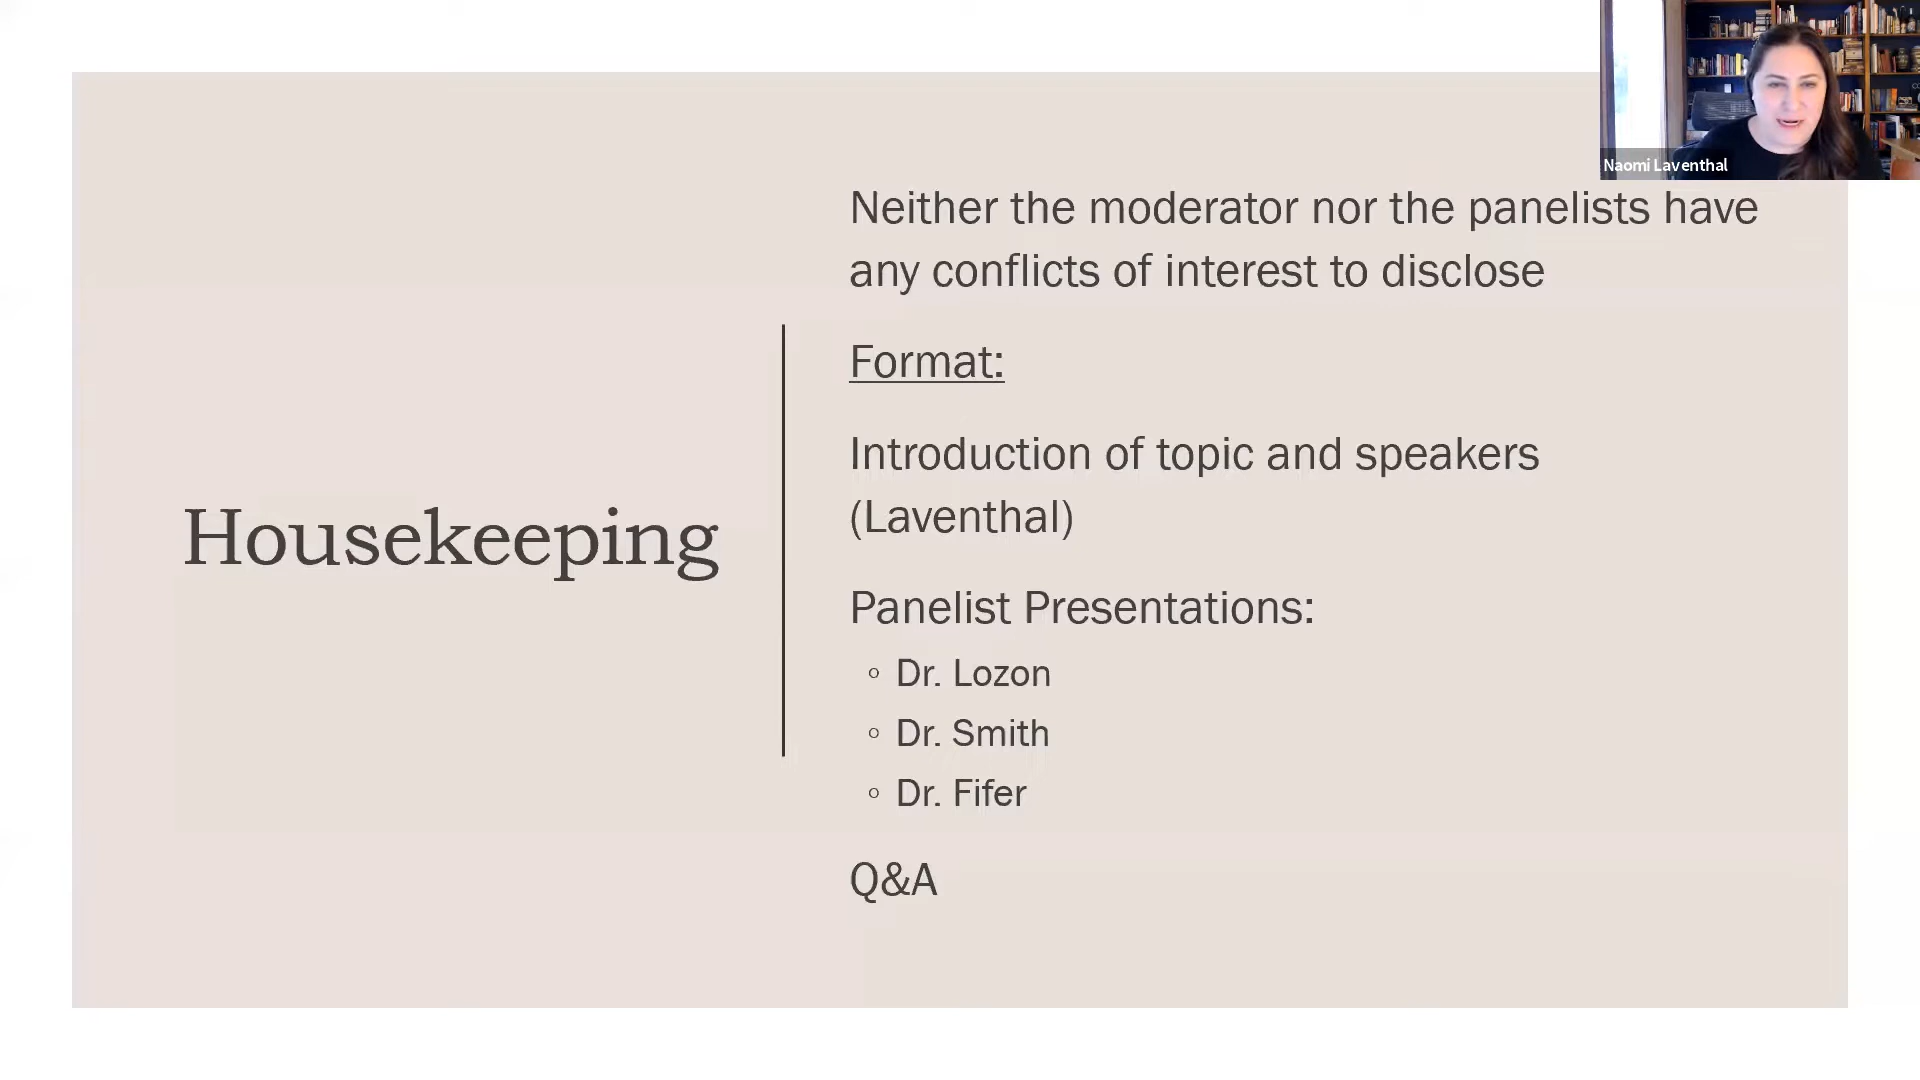 Naomi Laventhal
Housekeeping
Neither the moderator nor the panelists have
any conflicts of interest to disclose
Format:
Introduction of topic and speakers
(Laventhal)
Panelist Presentations:
◦ Dr. Lozon
◦ Dr. Smith
◦ Dr. Fifer
Q&A